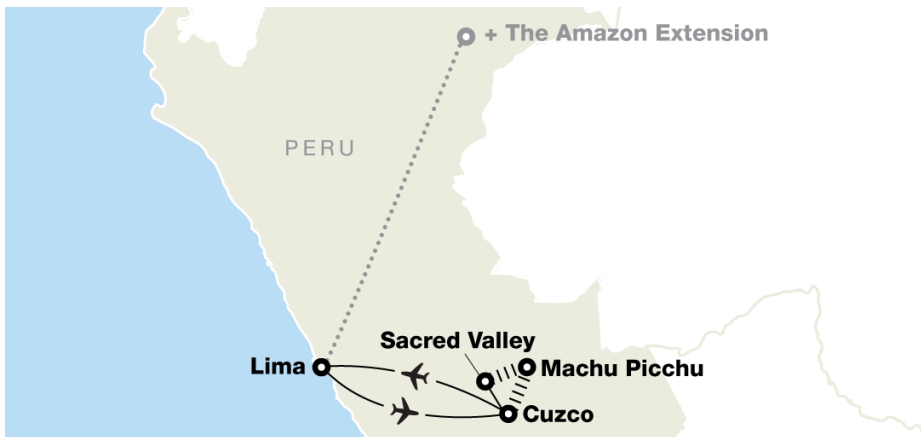 + The Amazon Extension
PERU
Sacred Valley
Lima
Machu Picchu
Cuzco